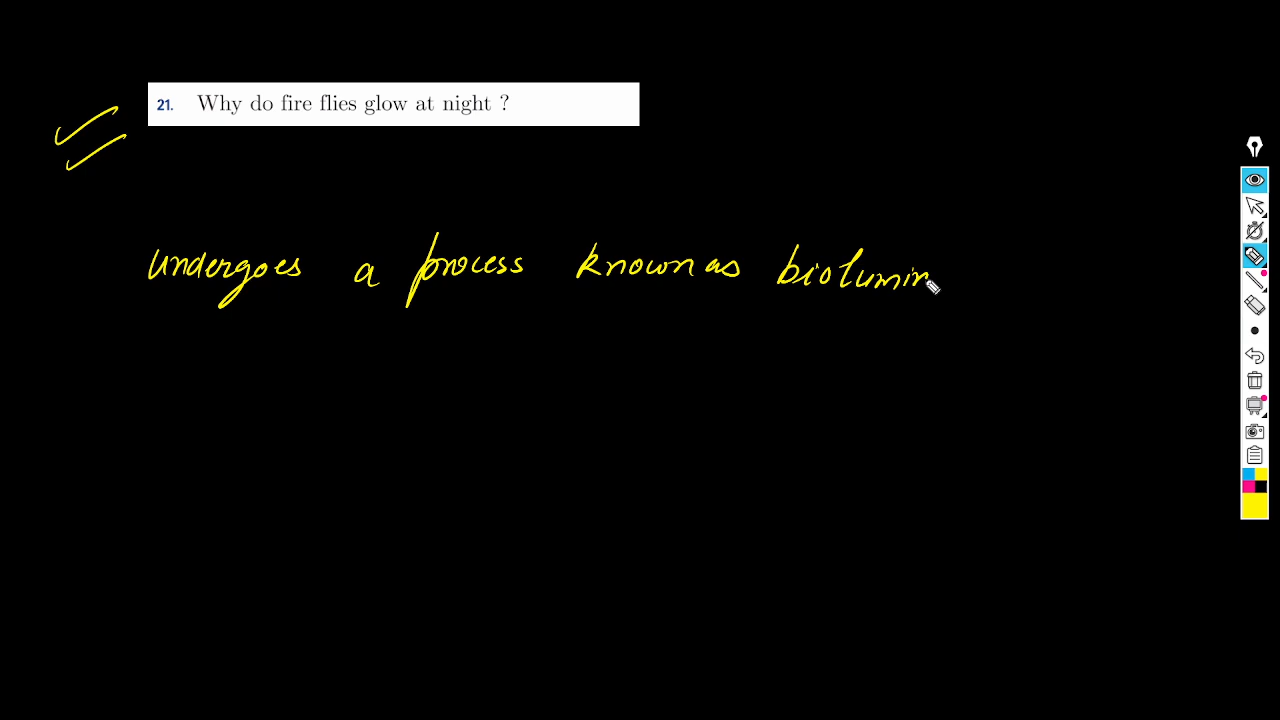 21. Why do fire flies glow at night ?
undergoes a process known as biolumin